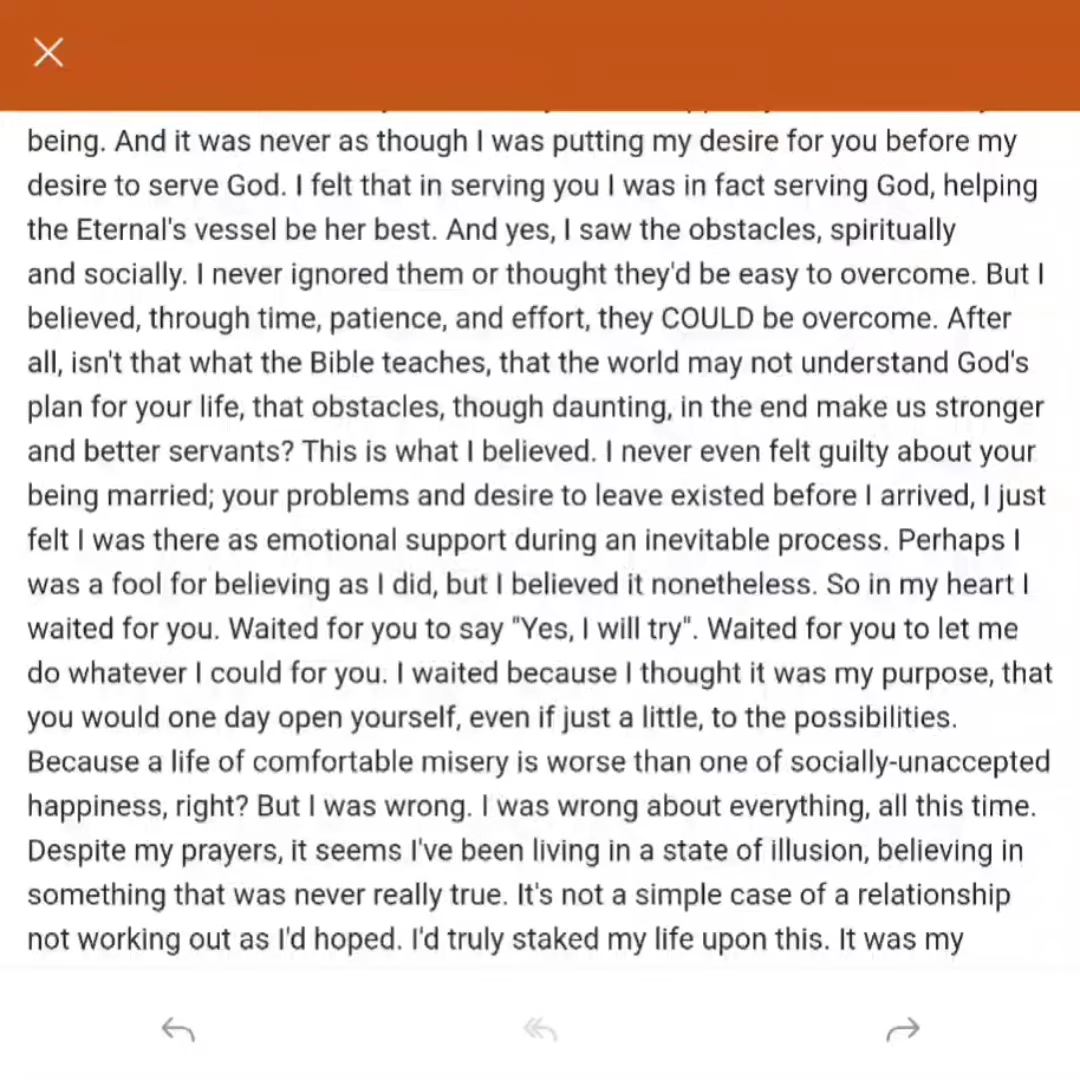 being. And it was never as though I was putting my desire for you before my
desire to serve God. I felt that in serving you I was in fact serving God, helping
the Eternal's vessel be her best. And yes, I saw the obstacles, spiritually
and socially. I never ignored them or thought they'd be easy to overcome. But I
believed, through time, patience, and effort, they COULD be overcome. After
all, isn't that what the Bible teaches, that the world may not understand God's
plan for your life, that obstacles, though daunting, in the end make us stronger
and better servants? This is what I believed. I never even felt guilty about your
being married; your problems and desire to leave existed before I arrived, I just
felt I was there as emotional support during an inevitable process. Perhaps I
was a fool for believing as I did, but I believed it nonetheless. So in my heart I
waited for you. Waited for you to say "Yes, I will try". Waited for you to let me
do whatever I could for you. I waited because I thought it was my purpose, that
you would one day open yourself, even if just a little, to the possibilities.
Because a life of comfortable misery is worse than one of socially-unaccepted
happiness, right? But I was wrong. I was wrong about everything, all this time.
Despite my prayers, it seems I've been living in a state of illusion, believing in
something that was never really true. It's not a simple case of a relationship
not working out as I'd hoped. I'd truly staked my life upon this. It was my